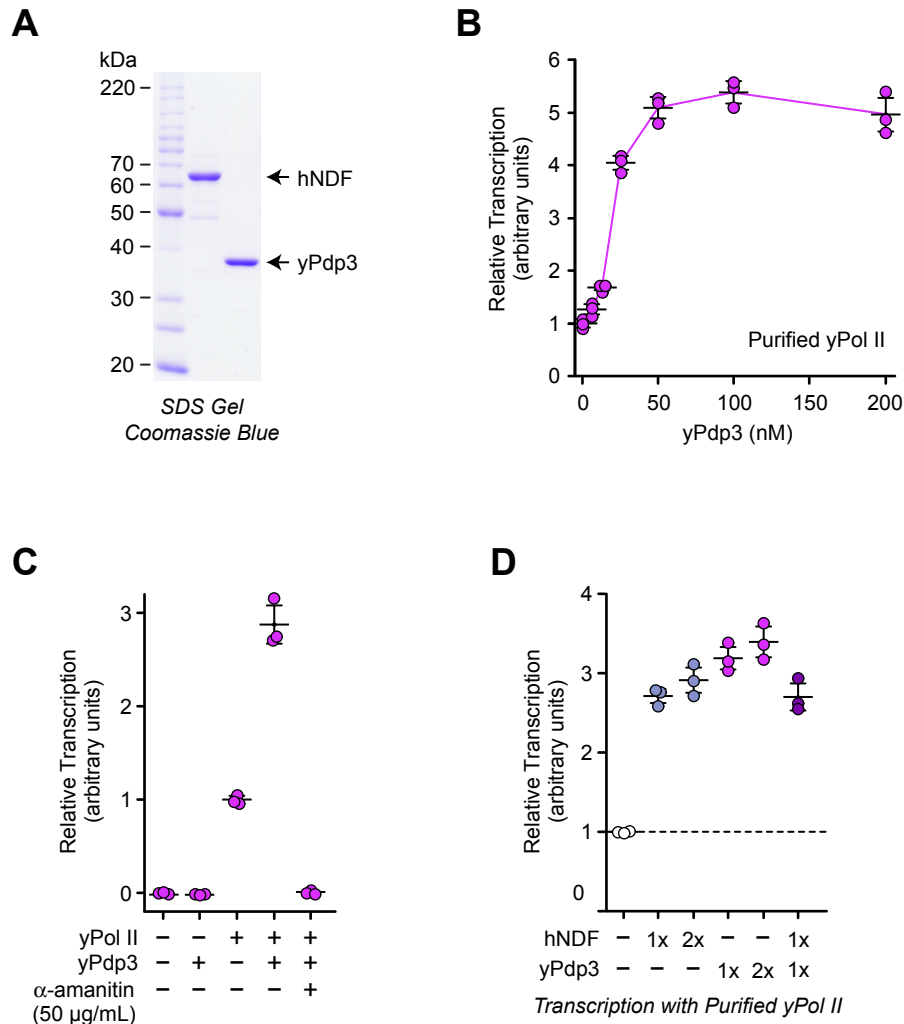 A
kDa
220
70
60
50
40
30
20
hNDF
yPdp3
SDS Gel
Coomassie Blue
B
Relative Transcription
(arbitrary units)
6
5
4
3
2
1
0
0 50 100 150 200
yPdp3 (nM)
Purified yPol II
C
Relative Transcription
(arbitrary units)
3
2
1
0
yPol II − − + + +
yPdp3 − + − + +
α-amanitin − − − − +
(50 µg/mL)
D
Relative Transcription
(arbitrary units)
4
3
2
1
0
hNDF − 1x 2x − − 1x
yPdp3 − − − 1x 2x 1x
Transcription with Purified yPol II